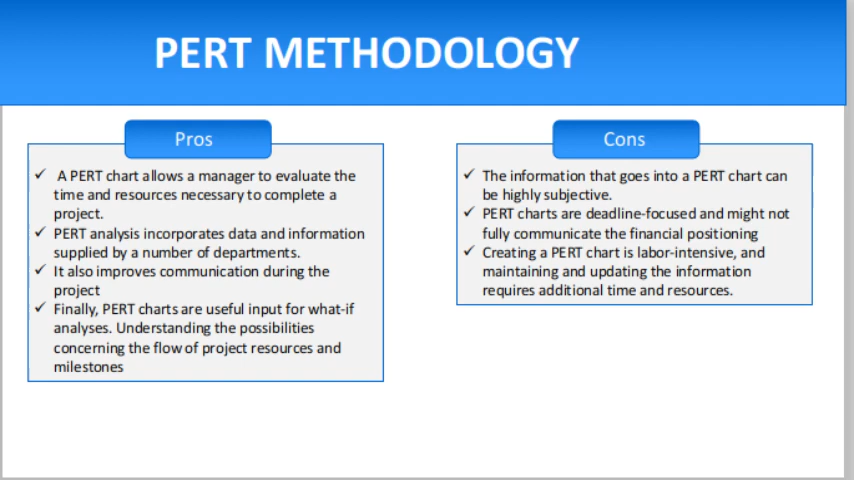 PERT METHODOLOGY
Pros
✓ A PERT chart allows a manager to evaluate the
time and resources necessary to complete a
project.
✓ PERT analysis incorporates data and information
supplied by a number of departments.
✓ It also improves communication during the
project
✓ Finally, PERT charts are useful input for what-if
analyses. Understanding the possibilities
concerning the flow of project resources and
milestones
Cons
✓ The information that goes into a PERT chart can
be highly subjective.
✓ PERT charts are deadline-focused and might not
fully communicate the financial positioning
✓ Creating a PERT chart is labor-intensive, and
maintaining and updating the information
requires additional time and resources.